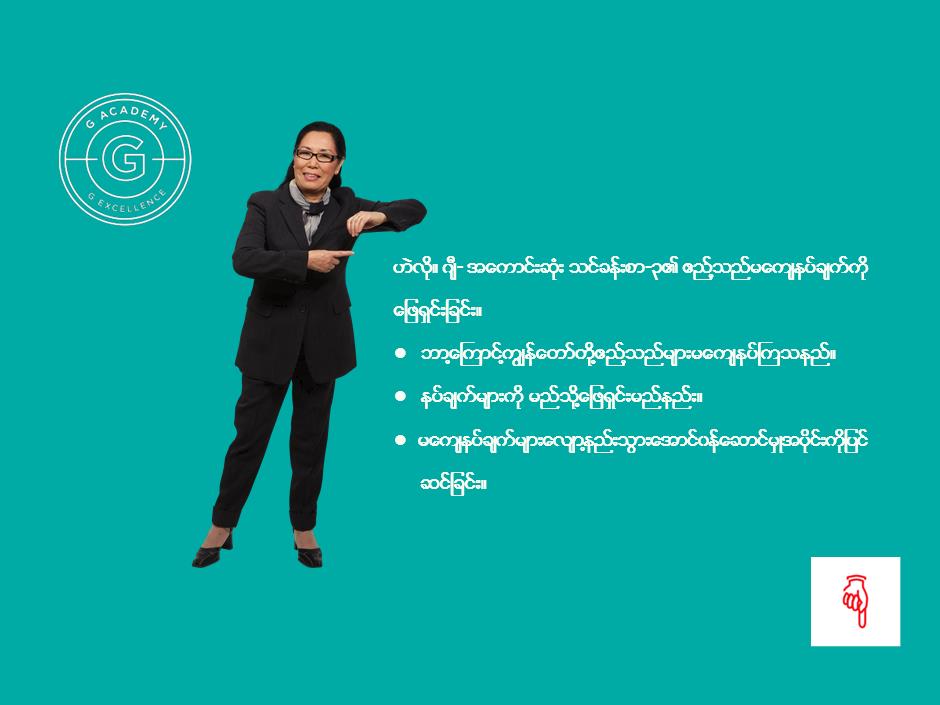 G ACADEMY
G
G EXCELLENCE
ဟဲလို။ ဂျီ- အကောင်းဆုံး သင်ခန်းစာ-၃၏ ဧည့်သည်မကျေနပ်ချက်ကို
ဖြေရှင်းခြင်း။
● ဘာ့ကြောင့်ကျွန်တော်တို့ဧည့်သည်များမကျေနပ်ကြသနည်။
● နပ်ချက်များကို မည်သို့ဖြေရှင်းမည်နည်း။
● မကျေနပ်ချက်များလျော့နည်းသွားအောင်ဝန်ဆောင်မှုအပိုင်းကိုပြင်
ဆင်ခြင်း။